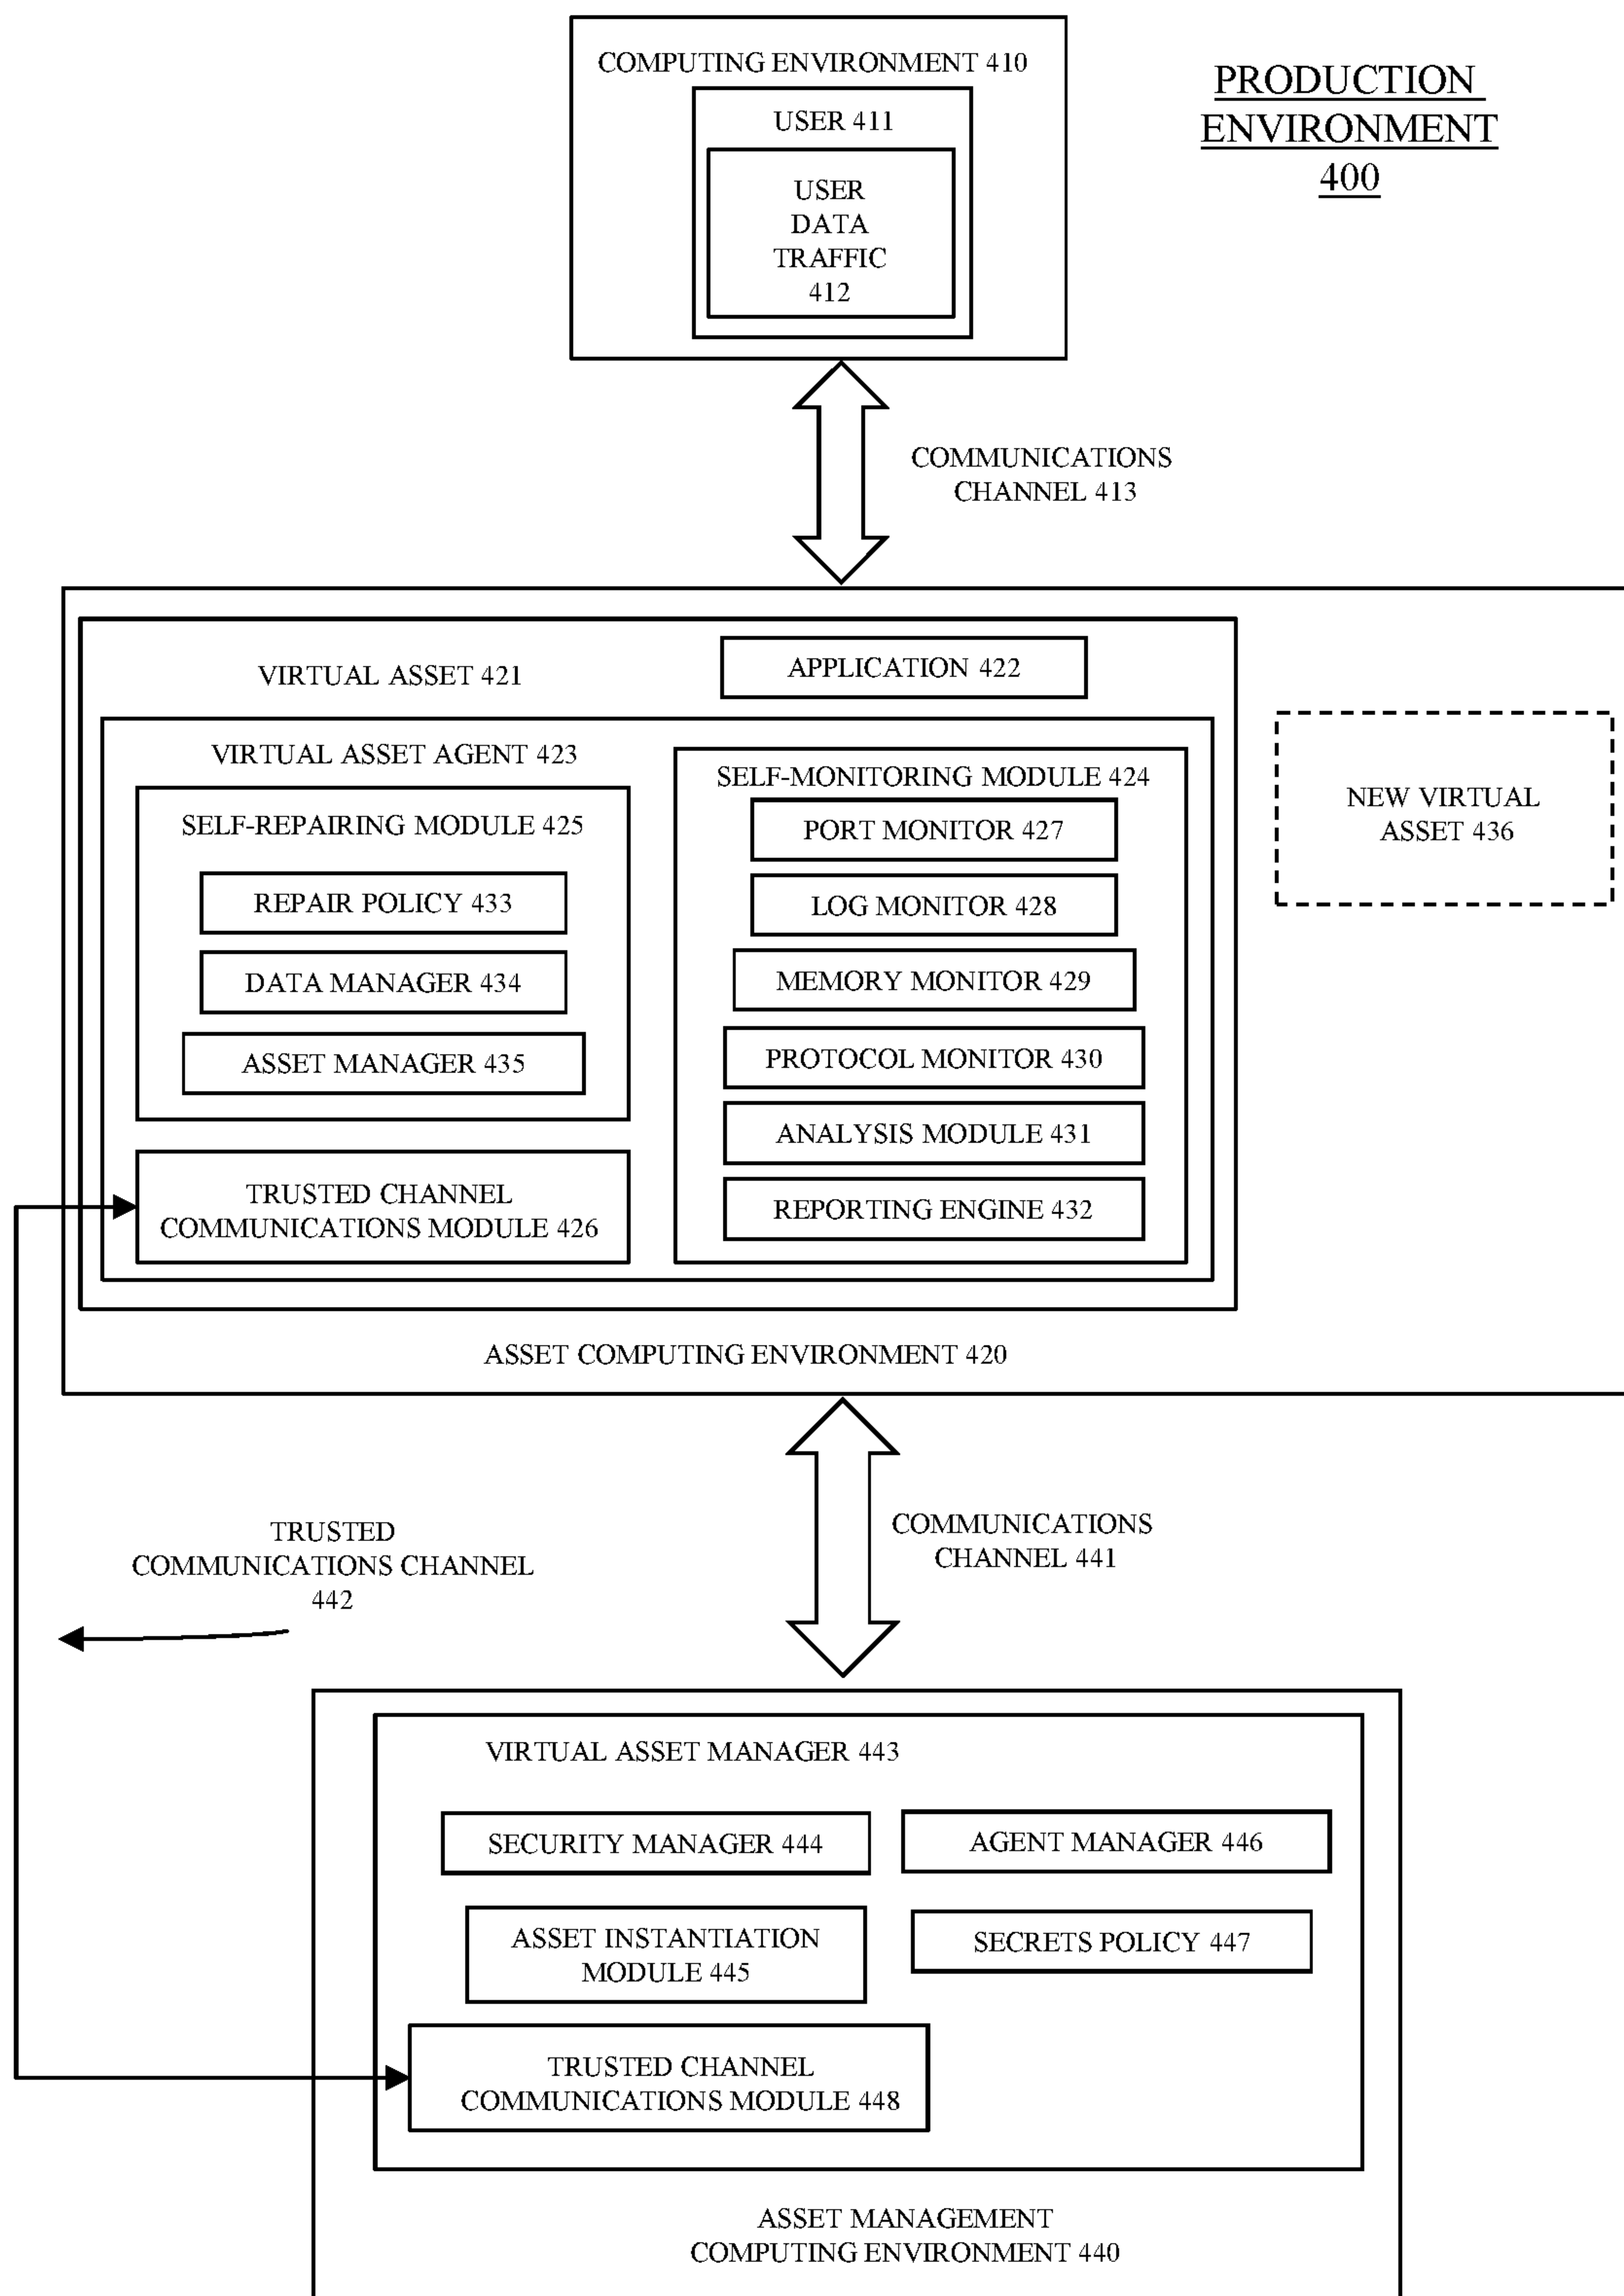 COMPUTING ENVIRONMENT 410
USER 411
USER
DATA
TRAFFIC
412
PRODUCTION
ENVIRONMENT
400
COMMUNICATIONS
CHANNEL 413
VIRTUAL ASSET 421
APPLICATION 422
VIRTUAL ASSET AGENT 423
SELF-REPAIRING MODULE 425
REPAIR POLICY 433
DATA MANAGER 434
ASSET MANAGER 435
TRUSTED CHANNEL
COMMUNICATIONS MODULE 426
SELF-MONITORING MODULE 424
PORT MONITOR 427
LOG MONITOR 428
MEMORY MONITOR 429
PROTOCOL MONITOR 430
ANALYSIS MODULE 431
REPORTING ENGINE 432
NEW VIRTUAL
ASSET 436
ASSET COMPUTING ENVIRONMENT 420
TRUSTED
COMMUNICATIONS CHANNEL
442
COMMUNICATIONS
CHANNEL 441
VIRTUAL ASSET MANAGER 443
SECURITY MANAGER 444
AGENT MANAGER 446
ASSET INSTANTIATION
MODULE 445
SECRETS POLICY 447
TRUSTED CHANNEL
COMMUNICATIONS MODULE 448
ASSET MANAGEMENT
COMPUTING ENVIRONMENT 440